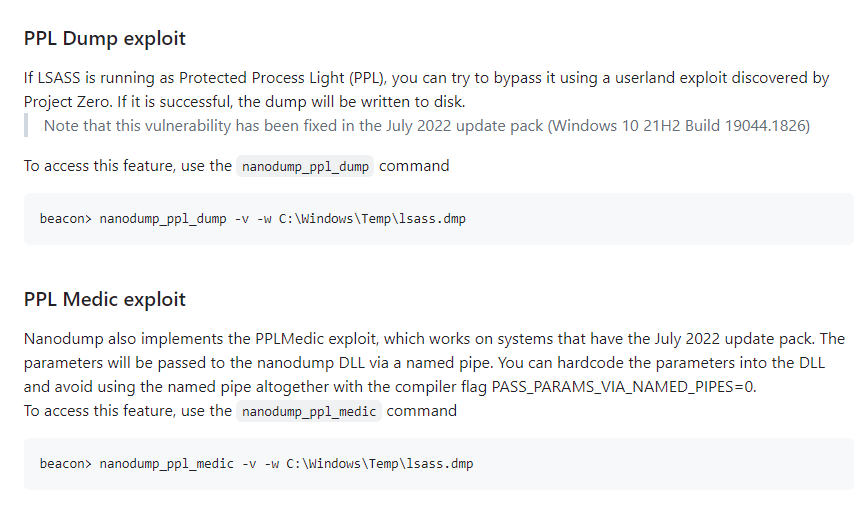 PPL Dump exploit
If LSASS is running as Protected Process Light (PPL), you can try to bypass it using a userland exploit discovered by
Project Zero. If it is successful, the dump will be written to disk.
Note that this vulnerability has been fixed in the July 2022 update pack (Windows 10 21H2 Build 19044.1826)
To access this feature, use the nanodump_ppl_dump command
beacon> nanodump_ppl_dump -v -w C:\Windows\Temp\lsass.dmp
PPL Medic exploit
Nanodump also implements the PPLMedic exploit, which works on systems that have the July 2022 update pack. The
parameters will be passed to the nanodump DLL via a named pipe. You can hardcode the parameters into the DLL
and avoid using the named pipe altogether with the compiler flag PASS_PARAMS_VIA_NAMED_PIPES=0.
To access this feature, use the nanodump_ppl_medic command
beacon> nanodump_ppl_medic -v -w C:\Windows\Temp\lsass.dmp